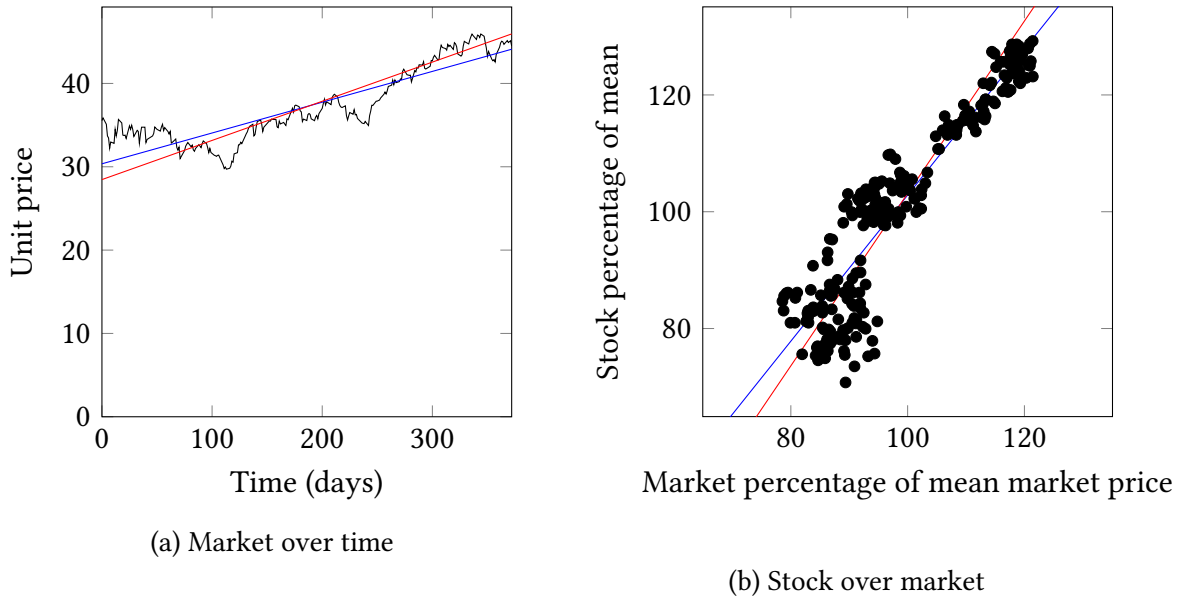 40
30
20
10
0
0
100
200
300
Unit price
Time (days)
(a) Market over time
120
100
80
80
100
120
Stock percentage of mean
Market percentage of mean market price
(b) Stock over market